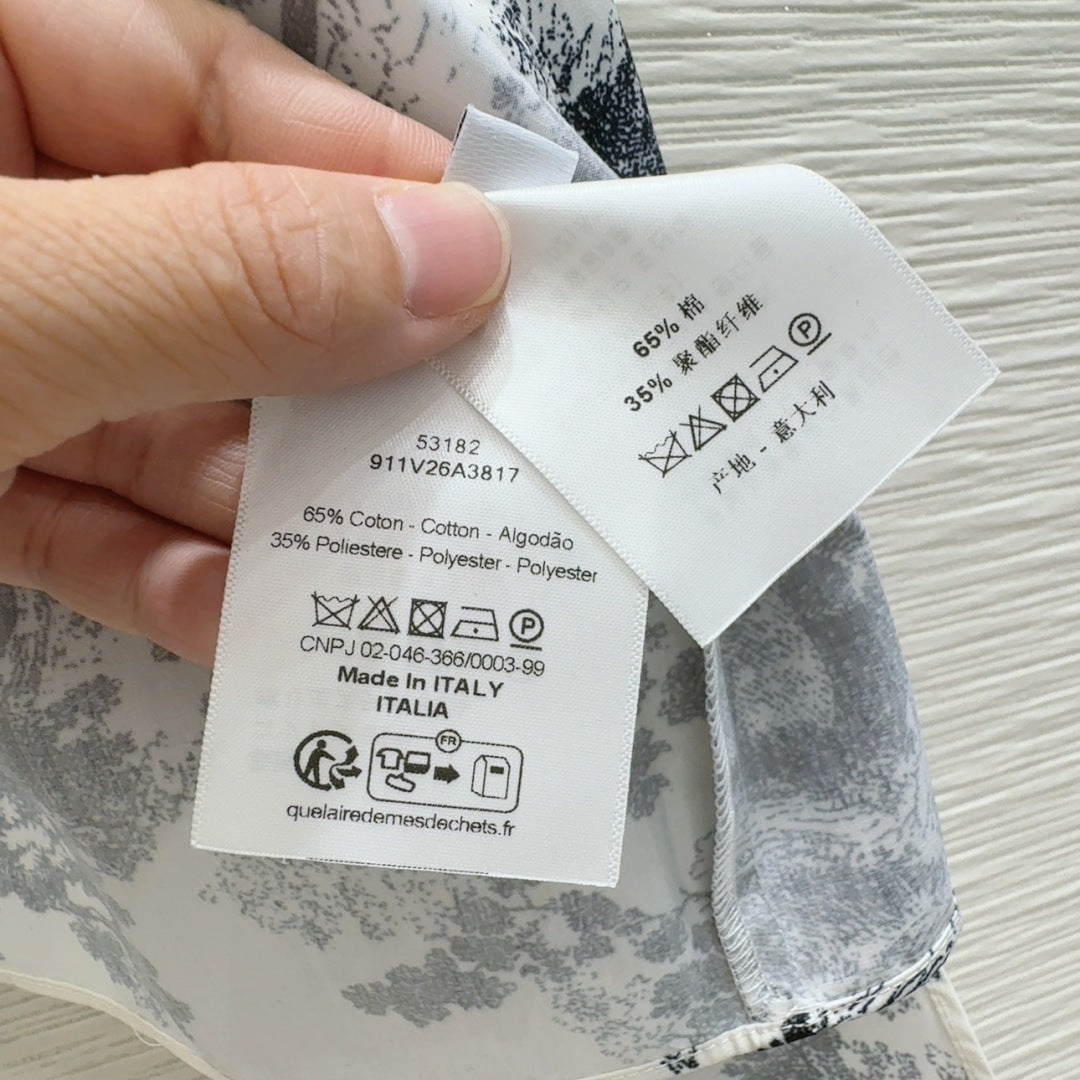 53182
911V26A3817
65% Coton - Cotton - Algodão
35% Poliestere - Polyester - Polyester
P
CNPJ 02-046-366/0003-99
Made In ITALY
ITALIA
FR
quelairedemesdechets.fr
65% 棉
35% 聚酯纤维
P
产地 - 意大利